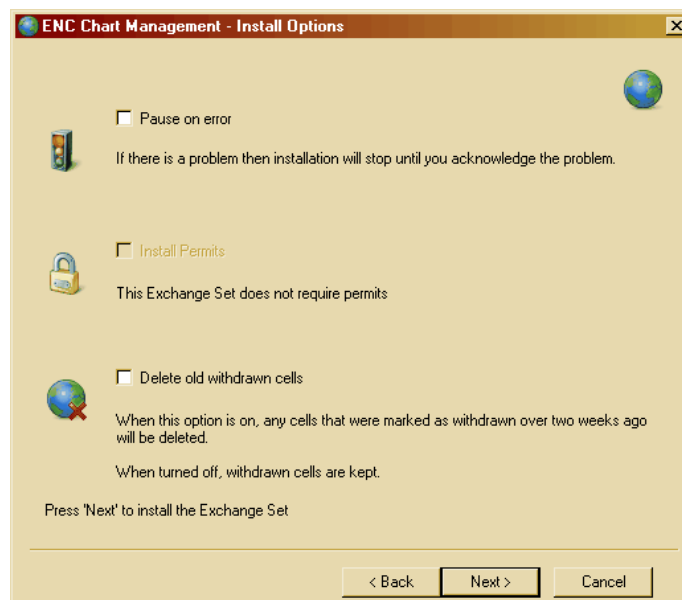 ENC Chart Management - Install Options
Pause on error
If there is a problem then installation will stop until you acknowledge the problem.
Install Permits
This Exchange Set does not require permits
Delete old withdrawn cells
When this option is on, any cells that were marked as withdrawn over two weeks ago
will be deleted.
When turned off, withdrawn cells are kept.
Press 'Next' to install the Exchange Set
< Back
Next >
Cancel